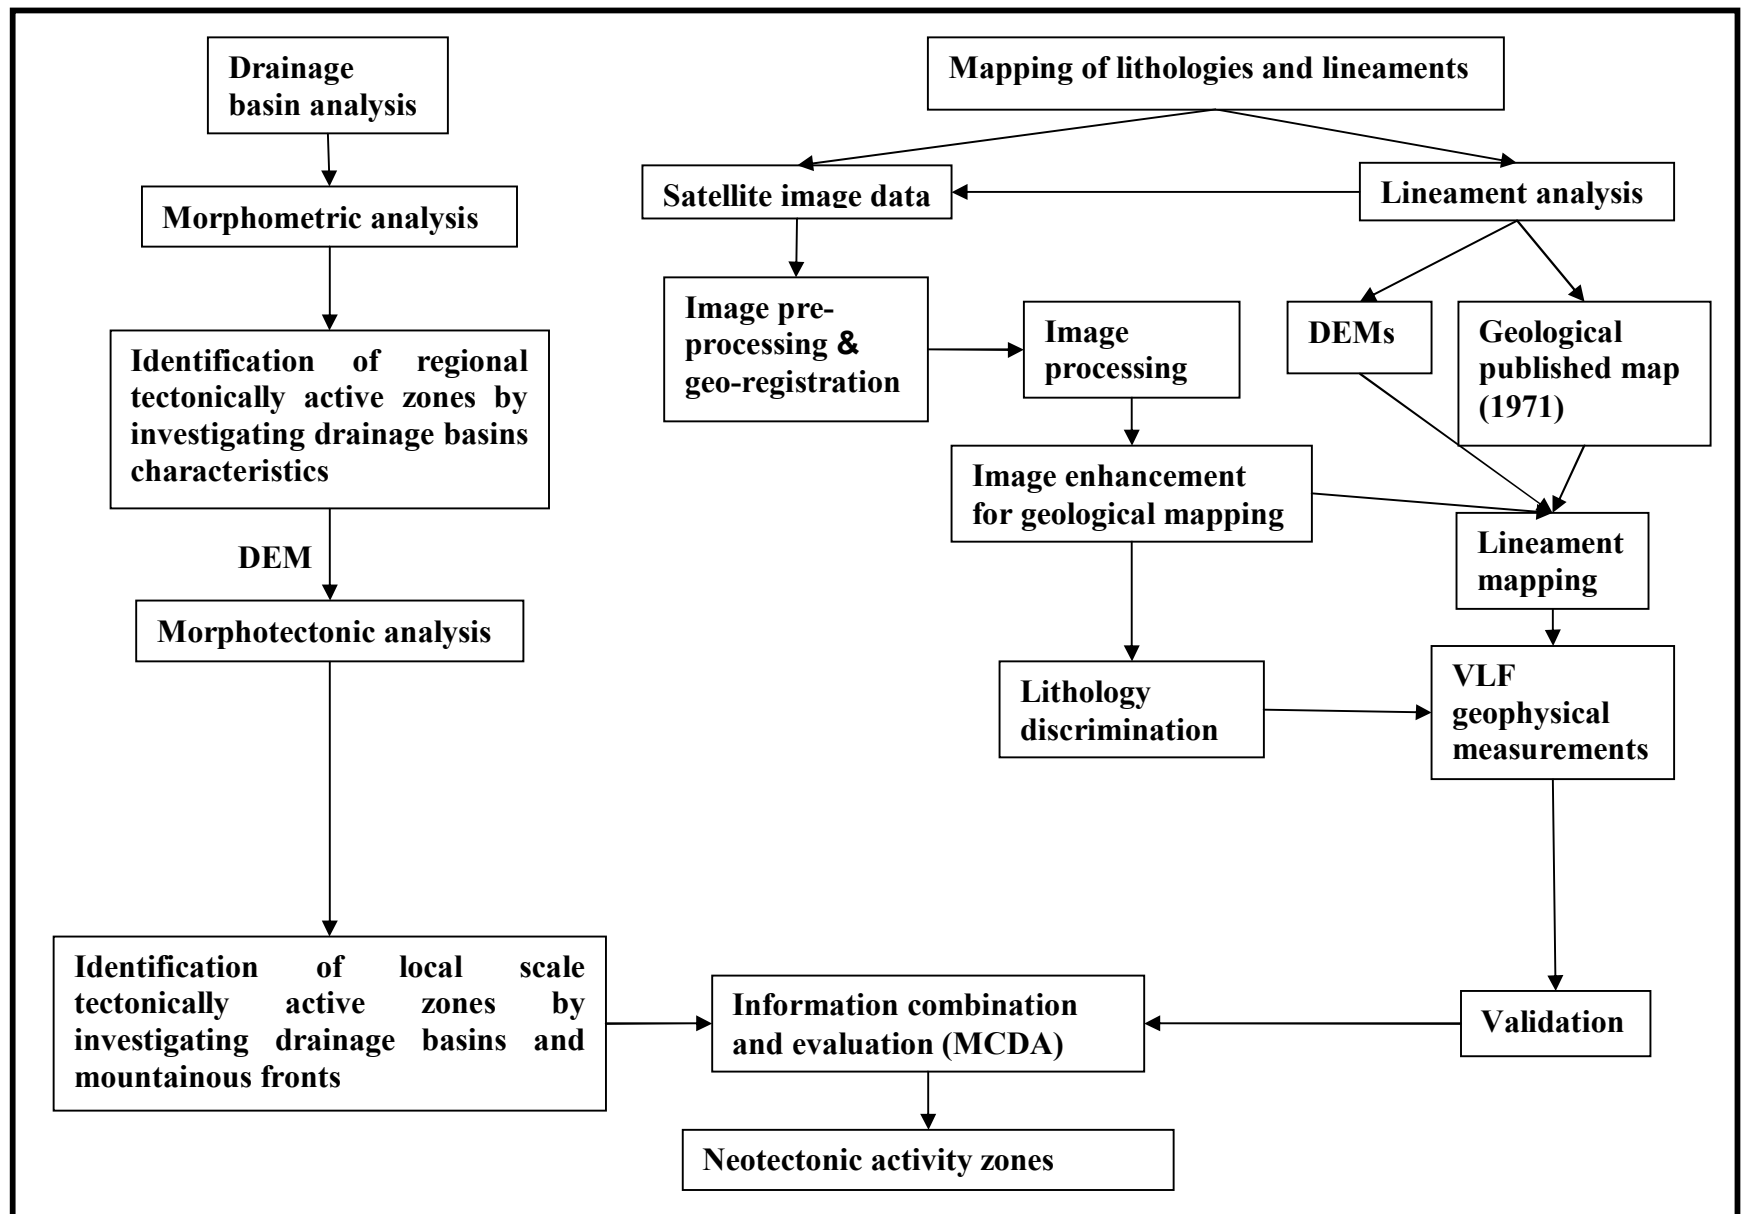 Drainage
basin analysis
Mapping of lithologies and lineaments
Satellite image data
Lineament analysis
Morphometric analysis
Image pre-
processing &
geo-registration
Image
processing
DEMs
Geological
published map
(1971)
Identification of regional
tectonically active zones by
investigating drainage basins
characteristics
Image enhancement
for geological mapping
DEM
Lineament
mapping
Morphotectonic analysis
Lithology
discrimination
VLF
geophysical
measurements
Identification of local scale
tectonically active zones by
investigating drainage basins and
mountainous fronts
Information combination
and evaluation (MCDA)
Validation
Neotectonic activity zones